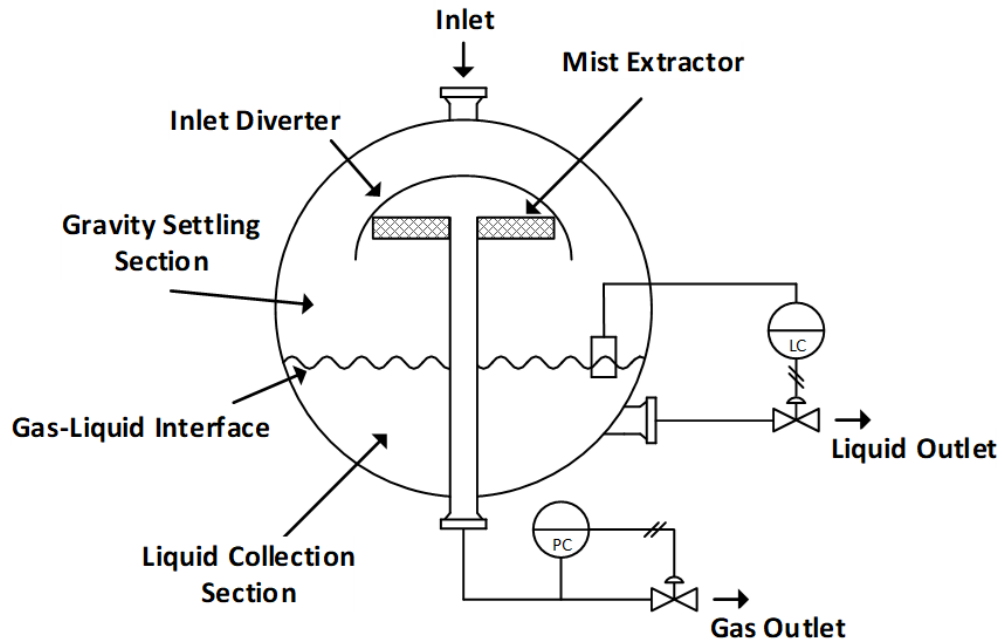 Inlet
Mist Extractor
Inlet Diverter
Gravity Settling
Section
LC
Gas-Liquid Interface
Liquid Outlet
Liquid Collection
Section
PC
Gas Outlet